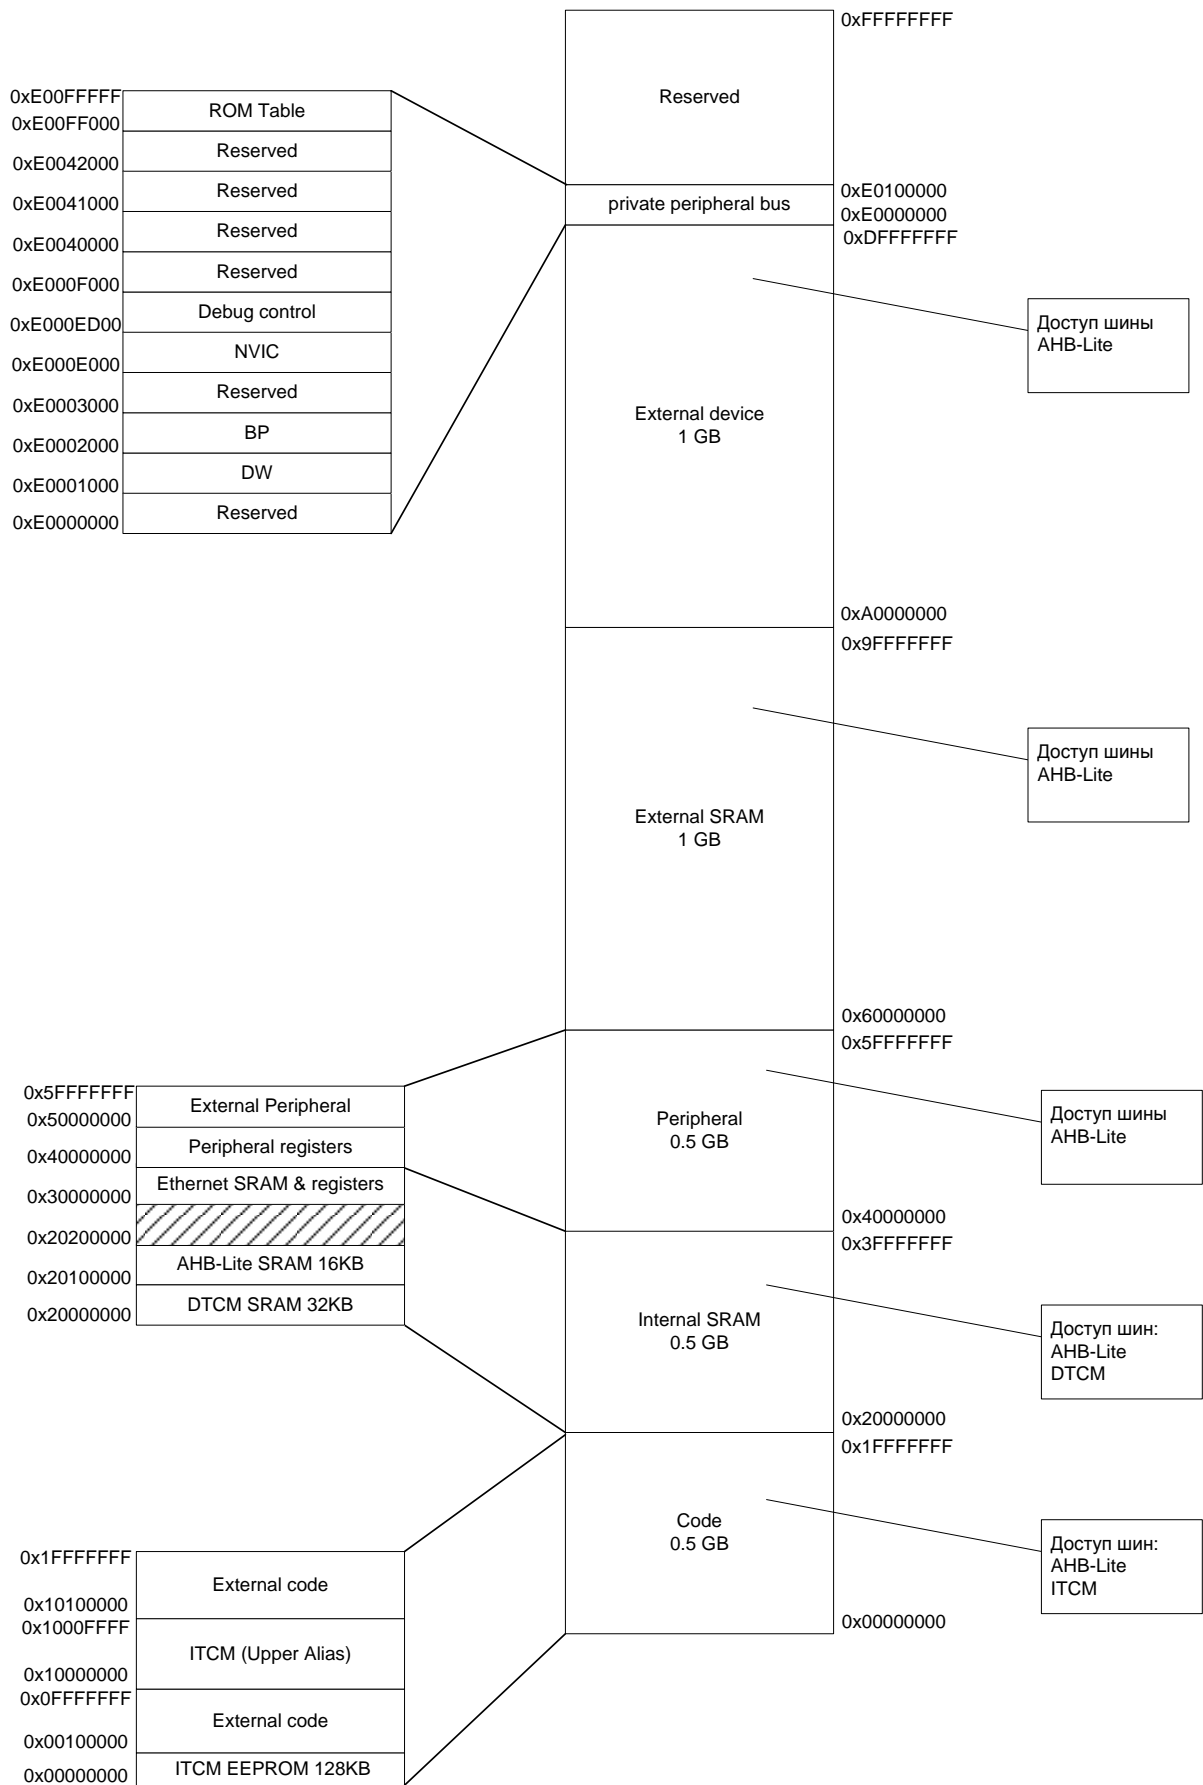 0xFFFFFFFF
Reserved
0xE0100000
private peripheral bus
0xE0000000
0xDFFFFFFF
0xE00FFFFF
ROM Table
0xE00FF000
Reserved
0xE0042000
Reserved
0xE0041000
Reserved
0xE0040000
Reserved
0xE000F000
Debug control
0xE000ED00
NVIC
0xE000E000
Reserved
0xE0003000
BP
0xE0002000
DW
0xE0001000
Reserved
0xE0000000
Доступ шины
AHB-Lite
External device
1 GB
0xA0000000
0x9FFFFFFF
Доступ шины
AHB-Lite
External SRAM
1 GB
0x60000000
0x5FFFFFFF
0x5FFFFFFF
External Peripheral
0x50000000
Peripheral registers
0x40000000
Ethernet SRAM & registers
0x30000000
0x20200000
AHB-Lite SRAM 16KB
0x20100000
DTCM SRAM 32KB
0x20000000
Peripheral
0.5 GB
Доступ шины
AHB-Lite
0x40000000
0x3FFFFFFF
Internal SRAM
0.5 GB
Доступ шин:
AHB-Lite
DTCM
0x20000000
0x1FFFFFFF
Code
0.5 GB
Доступ шин:
AHB-Lite
ITCM
0x00000000
0x1FFFFFFF
External code
0x10100000
0x1000FFFF
ITCM (Upper Alias)
0x10000000
0x0FFFFFFF
External code
0x00100000
ITCM EEPROM 128KB
0x00000000